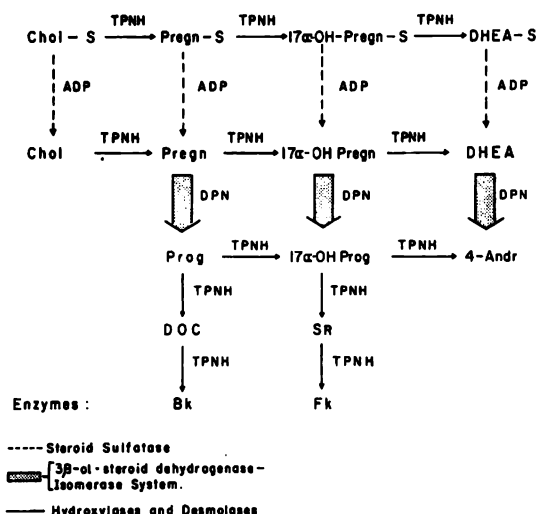 TPNH TPNH TPNH
Chol - S Pregn - S 17α-OH-Pregn - S DHEA - S
ADP ADP ADP ADP
TPNH TPNH TPNH
Chol Pregn 17α-OH Pregn DHEA
DPN DPN DPN
TPNH TPNH
Prog 17α-OH Prog 4-Andr
TPNH TPNH
DOC SR
TPNH TPNH
Enzymes : Bk Fk
Steroid Sulfatase
3β-ol-steroid dehydrogenase-
Isomerase System.
Hydroxylases and Desmolases